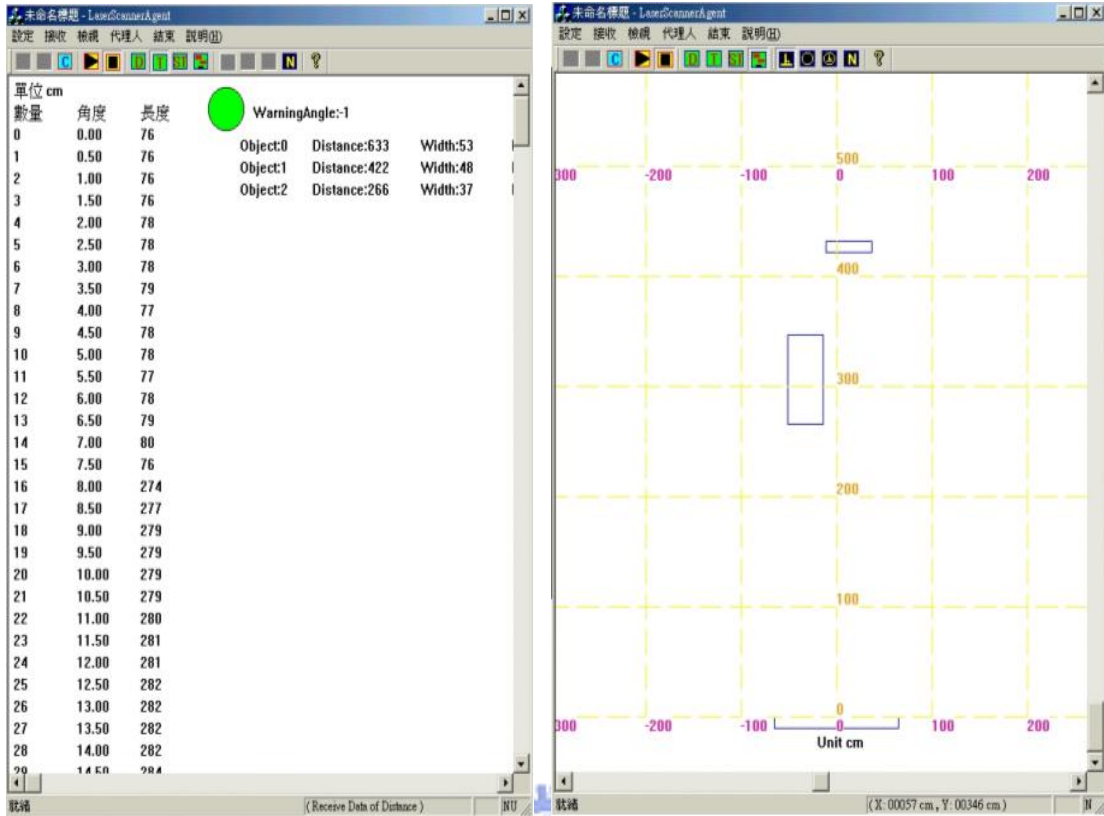 未命名標題 - LaserScannerAgent
設定 接收 檢視 代理人 結束 說明(H)
C D T SI N ?
單位 cm
數量 角度 長度
WarningAngle:-1
Object:0 Distance:633 Width:53
Object:1 Distance:422 Width:48
Object:2 Distance:266 Width:37
0 0.00 76
1 0.50 76
2 1.00 76
3 1.50 76
4 2.00 78
5 2.50 78
6 3.00 78
7 3.50 79
8 4.00 77
9 4.50 78
10 5.00 78
11 5.50 77
12 6.00 78
13 6.50 79
14 7.00 80
15 7.50 76
16 8.00 274
17 8.50 277
18 9.00 279
19 9.50 279
20 10.00 279
21 10.50 279
22 11.00 280
23 11.50 281
24 12.00 281
25 12.50 282
26 13.00 282
27 13.50 282
28 14.00 282
29 14.50 284
就緒 ( Receive Data of Distance ) NU
未命名標題 - LaserScannerAgent
設定 接收 檢視 代理人 結束 說明(H)
C D T SI N ?
500
300 -200 -100 0 100 200
400
300
200
100
0
300 -200 -100 0 100 200
Unit cm
就緒 ( X: 00057 cm , Y: 00346 cm ) N